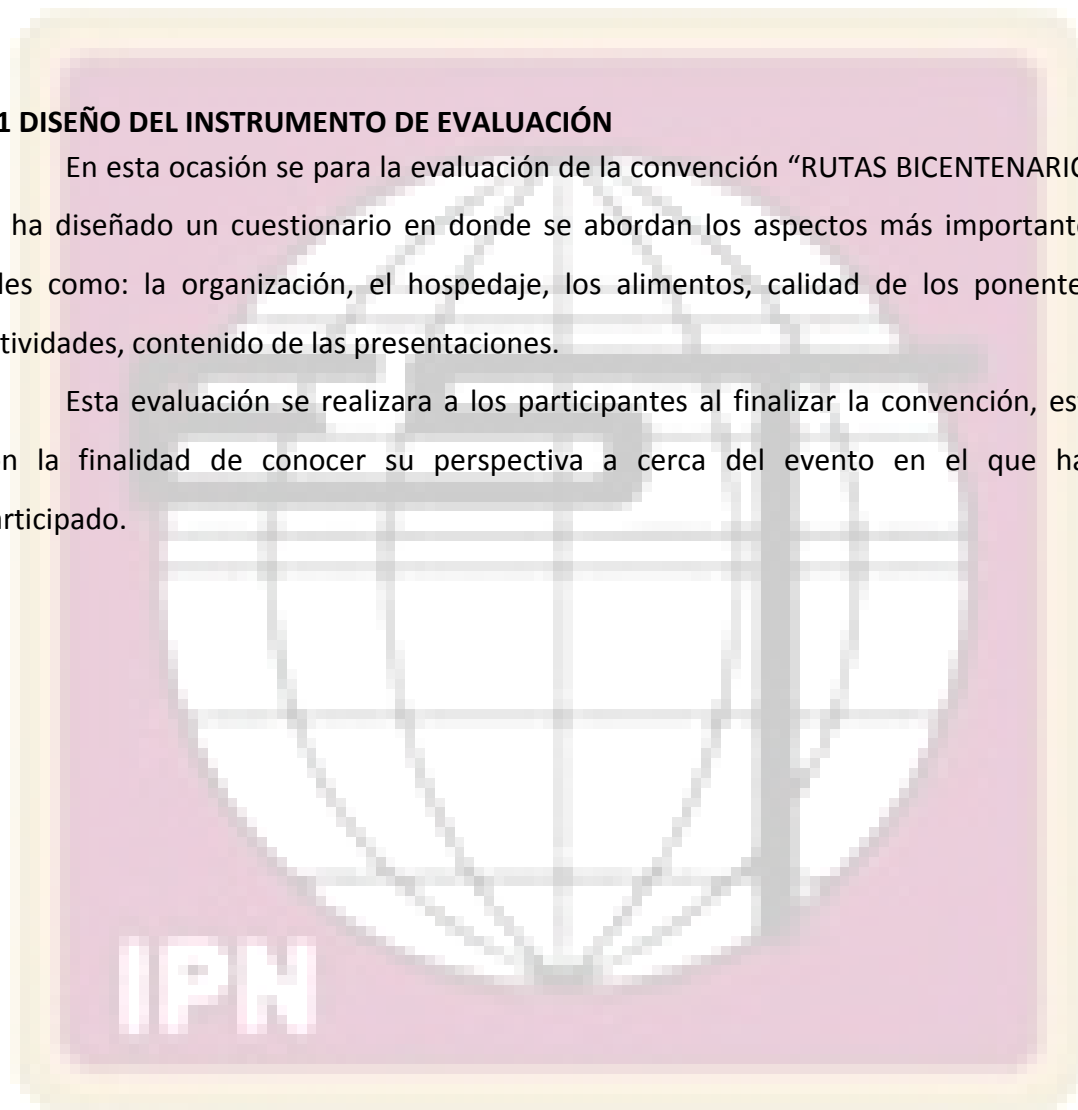 1 DISEÑO DEL INSTRUMENTO DE EVALUACIÓN
En esta ocasión se para la evaluación de la convención “RUTAS BICENTENARIO
ha diseñado un cuestionario en donde se abordan los aspectos más important
les como: la organización, el hospedaje, los alimentos, calidad de los ponente
tividades, contenido de las presentaciones.
Esta evaluación se realizara a los participantes al finalizar la convención, es
n la finalidad de conocer su perspectiva a cerca del evento en el que ha
articipado.
IPN